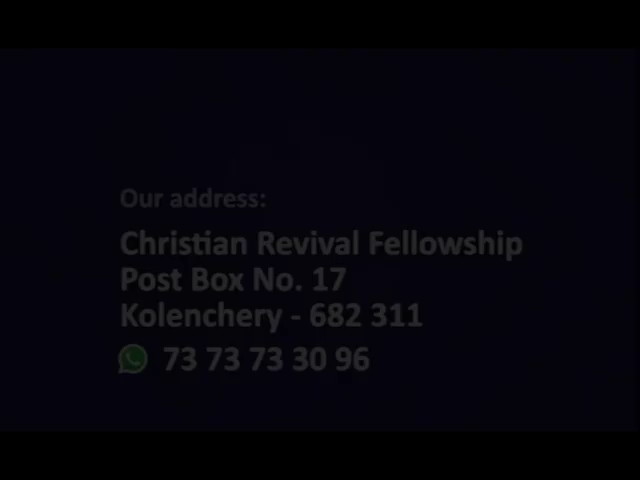 Our address:
Christian Revival Fellowship
Post Box No. 17
Kolenchery - 682 311
73 73 73 30 96